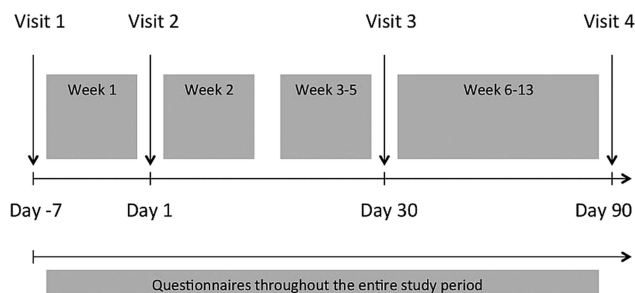 Visit 1 Visit 2 Visit 3 Visit 4
Week 1 Week 2 Week 3-5 Week 6-13
Day -7 Day 1 Day 30 Day 90
Questionnaires throughout the entire study period